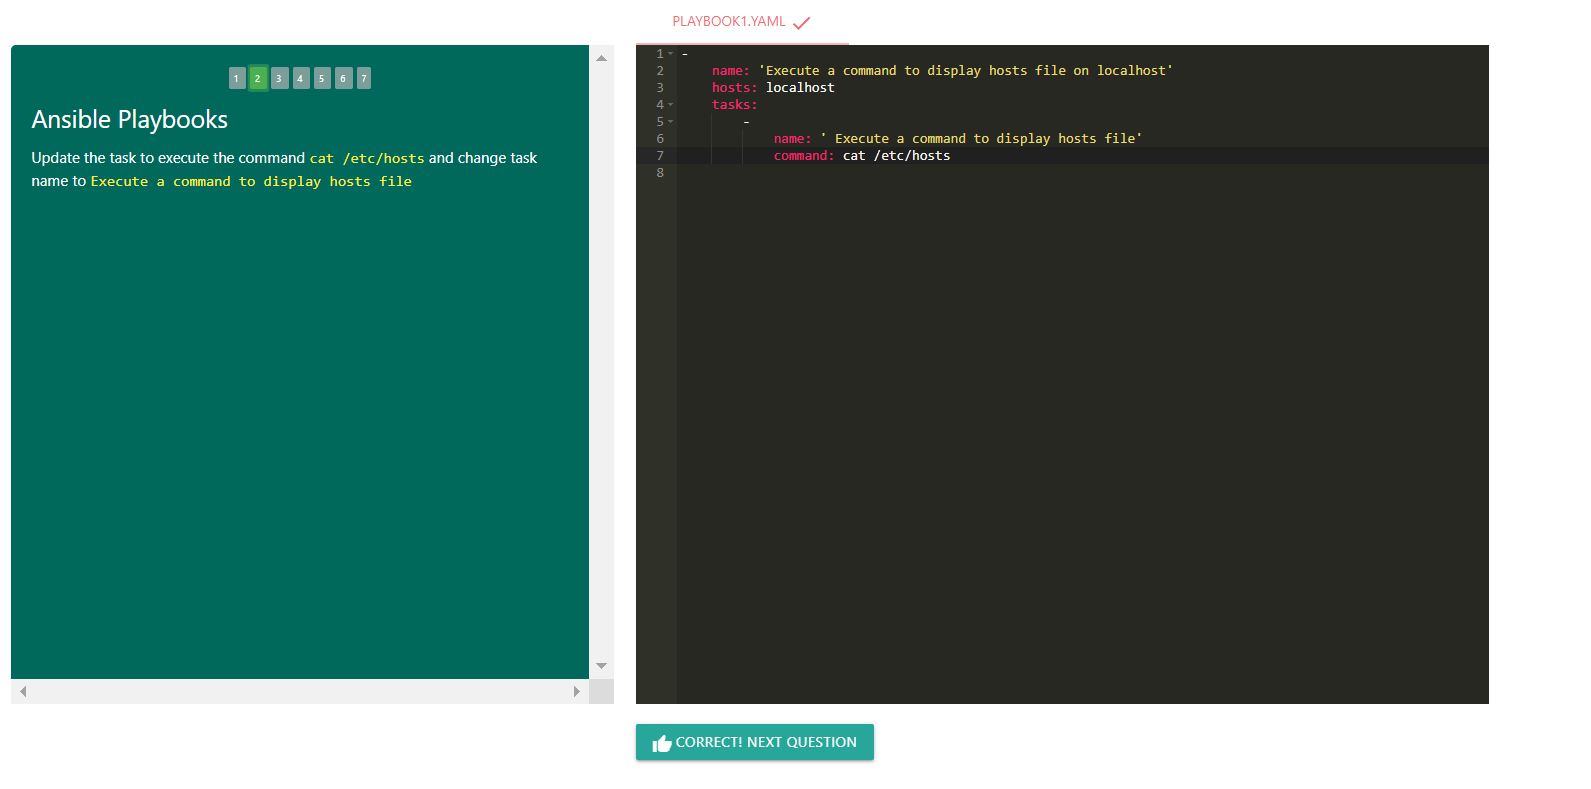 PLAYBOOK1.YAML
1 2 3 4 5 6 7
Ansible Playbooks
Update the task to execute the command cat /etc/hosts and change task
name to Execute a command to display hosts file
1 -
2 name: 'Execute a command to display hosts file on localhost'
3 hosts: localhost
4 tasks:
5 -
6 name: ' Execute a command to display hosts file'
7 command: cat /etc/hosts
8
CORRECT! NEXT QUESTION